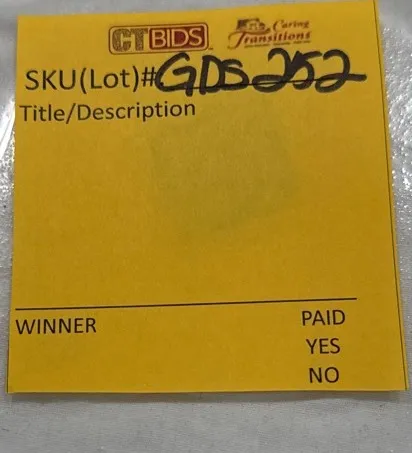 CTBIDS Caring Transitions
SKU(Lot)#GDS252
Title/Description
WINNER PAID
YES
NO